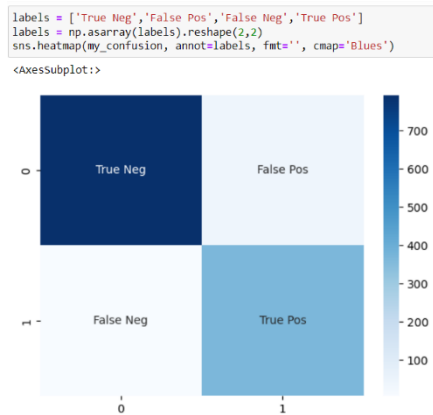 labels = ['True Neg','False Pos','False Neg','True Pos']
labels = np.asarray(labels).reshape(2,2)
sns.heatmap(my_confusion, annot=labels, fmt='', cmap='Blues')
<AxesSubplot:>
0
True Neg
False Pos
1
False Neg
True Pos
0
1
700
600
500
400
300
200
100